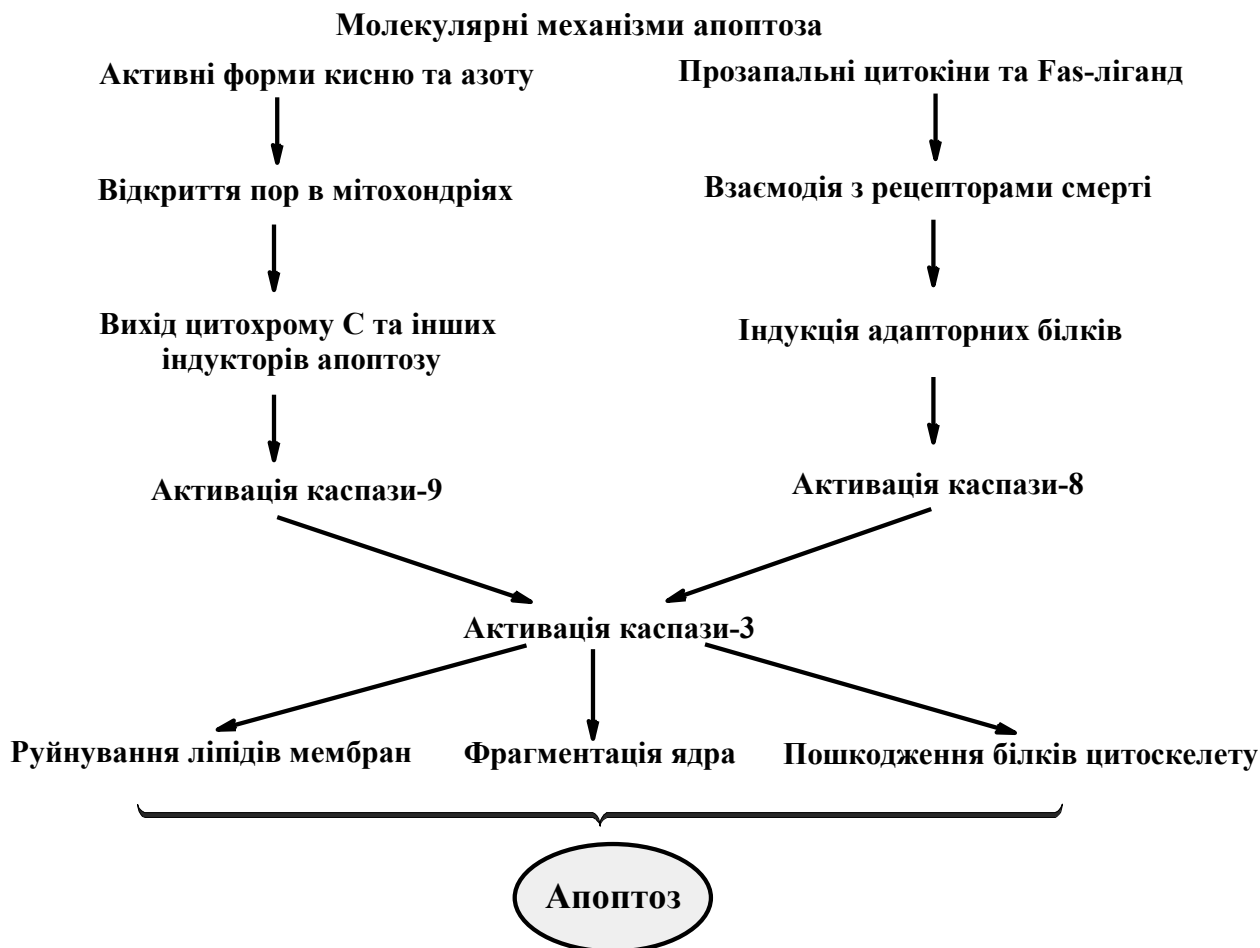 Молекулярні механізми апоптоза
Активні форми кисню та азоту
Прозапальні цитокіни та Fas-ліганд
Відкриття пор в мітохондріях
Взаємодія з рецепторами смерті
Вихід цитохрому С та інших
індукторів апоптозу
Індукція адапторних білків
Активація каспази-9
Активація каспази-8
Активація каспази-3
Руйнування ліпідів мембран
Фрагментація ядра
Пошкодження білків цитоскелету
Апоптоз